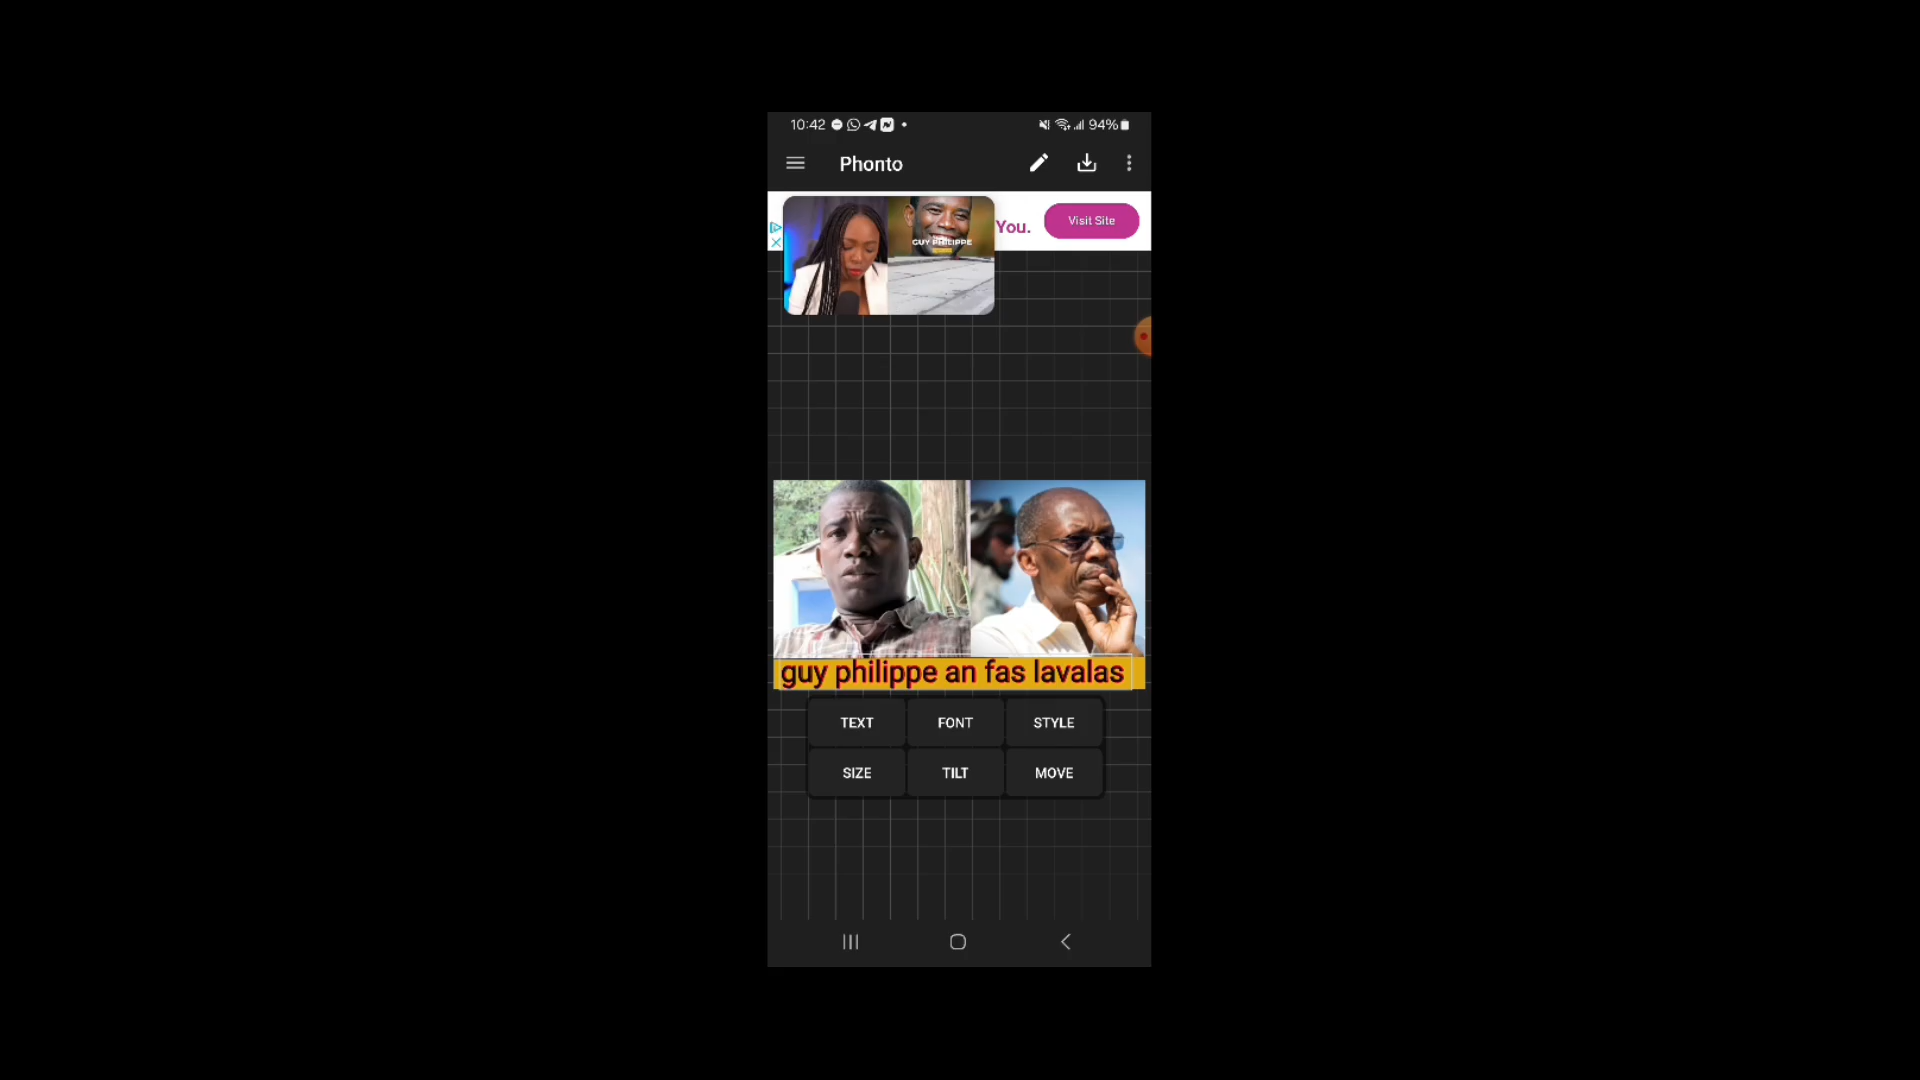 10:42
94%
Phonto
GUY PHILIPPE
You.
Visit Site
guy philippe an fas lavalas
TEXT FONT STYLE
SIZE TILT MOVE